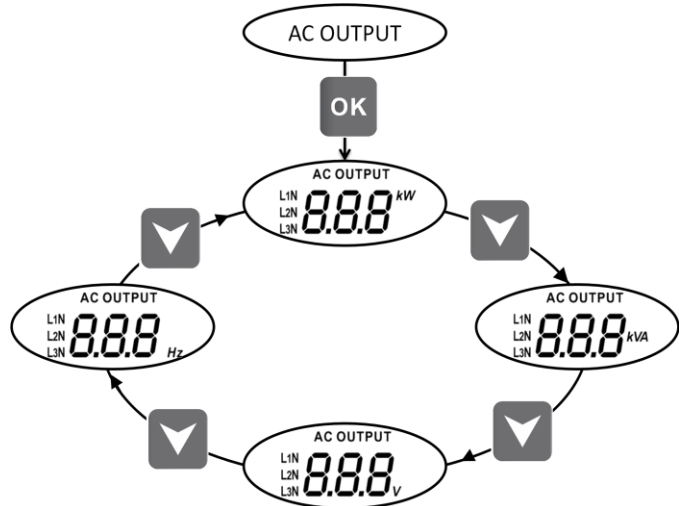 AC OUTPUT
OK
AC OUTPUT
L1N
L2N 8.8.8 kW
L3N
AC OUTPUT
L1N
L2N 8.8.8 Hz
L3N
AC OUTPUT
L1N
L2N 8.8.8 kVA
L3N
AC OUTPUT
L1N
L2N 8.8.8 V
L3N